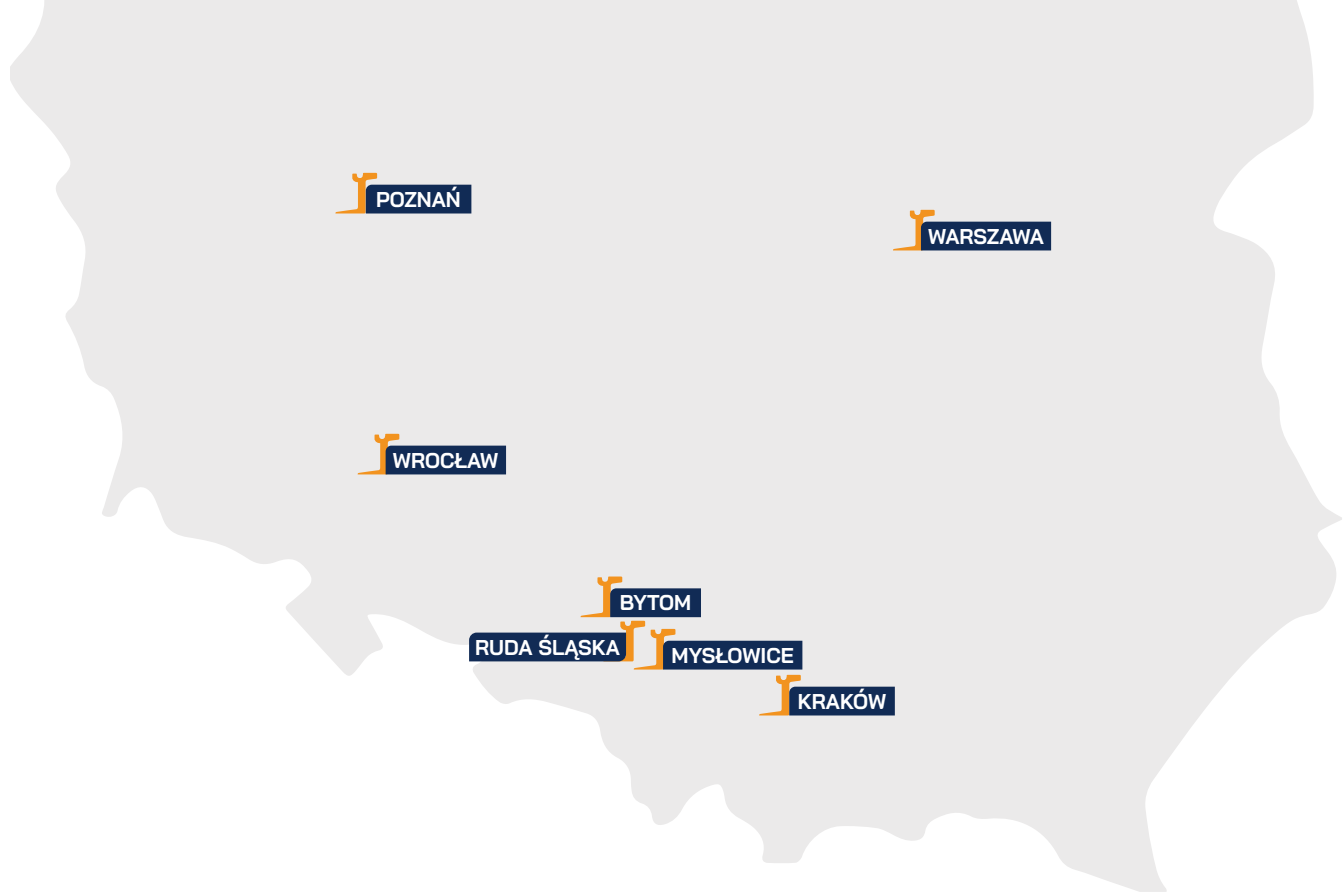 POZNAŃ
WARSZAWA
WROCŁAW
BYTOM
RUDA ŚLĄSKA
MYSŁOWICE
KRAKÓW